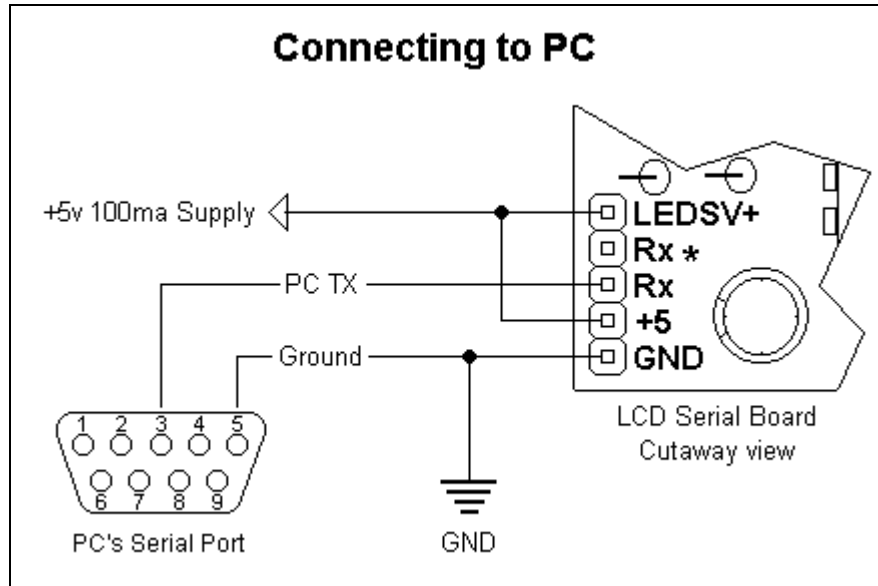 Connecting to PC
+5v 100ma Supply
LEDSV+
Rx *
PC TX
Rx
+5
Ground
GND
1 2 3 4 5
6 7 8 9
LCD Serial Board
Cutaway view
PC's Serial Port
GND